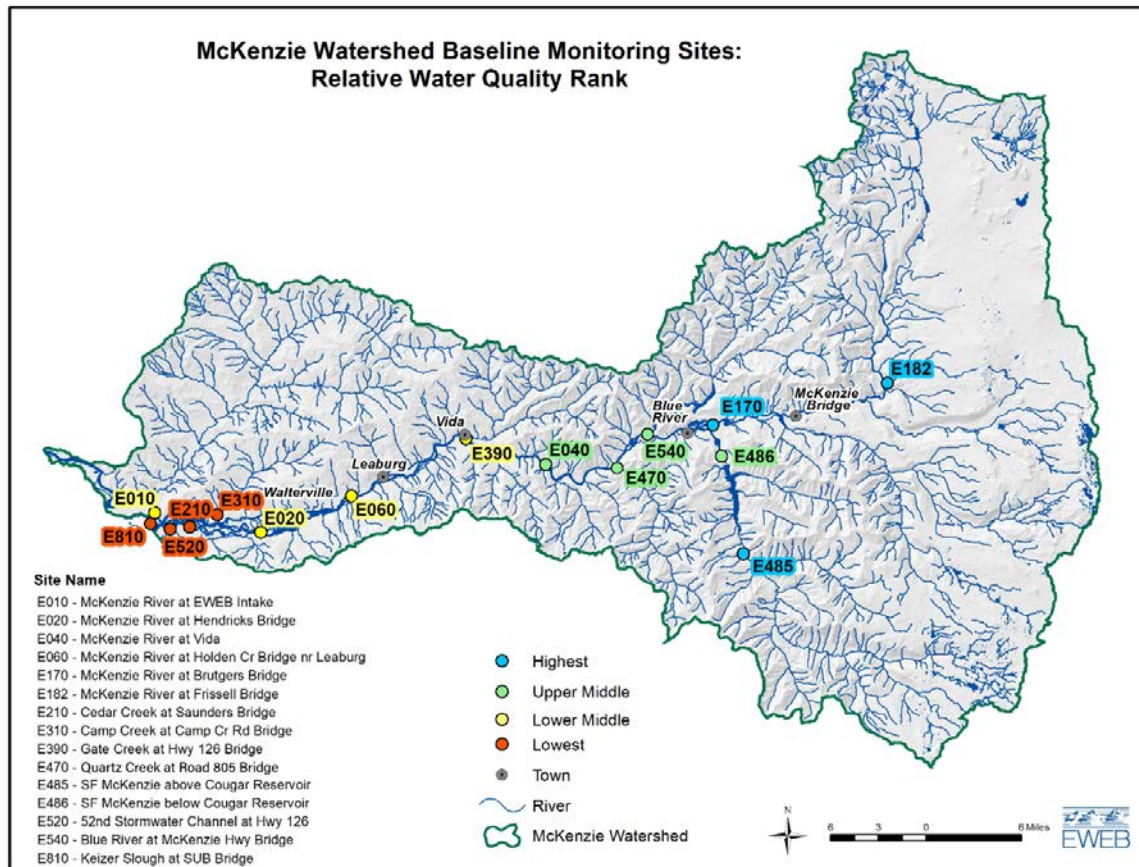 McKenzie Watershed Baseline Monitoring Sites:
Relative Water Quality Rank
E182
McKenzie
Bridge
E170
Blue
River
Vida
E390
E040
E540
E486
E470
Leaburg
Walterville
E010
E210
E310
E060
E020
E810
E520
E485
Site Name
E010 - McKenzie River at EWEB Intake
E020 - McKenzie River at Hendricks Bridge
E040 - McKenzie River at Vida
E060 - McKenzie River at Holden Cr Bridge nr Leaburg
E170 - McKenzie River at Brutgers Bridge
E182 - McKenzie River at Frissell Bridge
E210 - Cedar Creek at Saunders Bridge
E310 - Camp Creek at Camp Cr Rd Bridge
E390 - Gate Creek at Hwy 126 Bridge
E470 - Quartz Creek at Road 805 Bridge
E485 - SF McKenzie above Cougar Reservoir
E486 - SF McKenzie below Cougar Reservoir
E520 - 52nd Stormwater Channel at Hwy 126
E540 - Blue River at McKenzie Hwy Bridge
E810 - Keizer Slough at SUB Bridge
Highest
Upper Middle
Lower Middle
Lowest
Town
River
McKenzie Watershed
N
6 3 0 6 Miles
EWEB